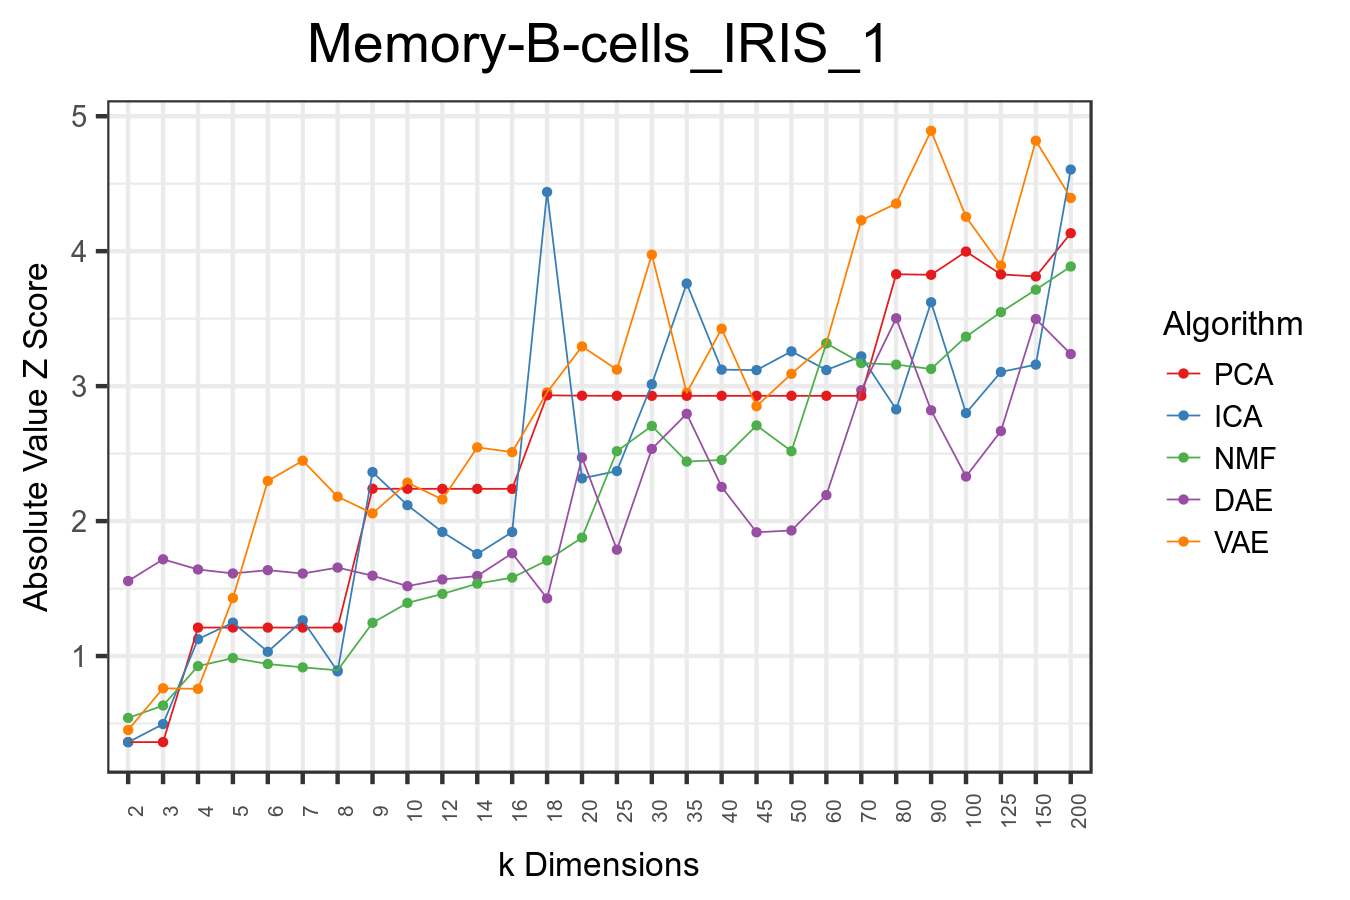 Memory-B-cells_IRIS_1
Absolute Value Z Score
5
4
3
2
1
2 3 4 5 6 7 8 9 10 12 14 16 18 20 25 30 35 40 45 50 60 70 80 90 100 125 150 200
k Dimensions
Algorithm
PCA
ICA
NMF
DAE
VAE